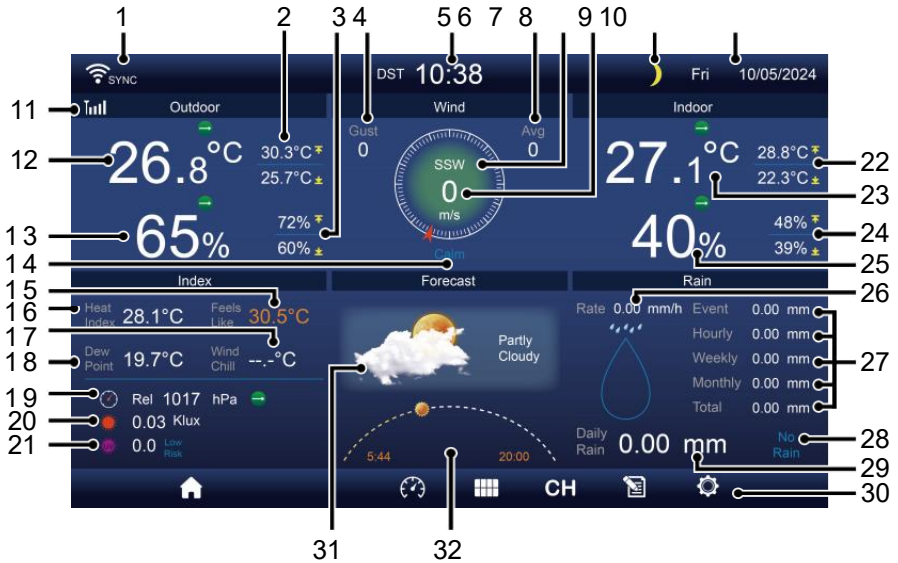 1 2 3 4 5 6 7 8 9 10
SYNC DST 10:38 Fri 10/05/2024
11 Outdoor Wind Indoor
Gust Avg
0 0
12 26.8°C 30.3°C 25.7°C
SSW
0
m/s
27.1°C 28.8°C 22.3°C 22
23
13 65% 72% 60%
40% 48% 39% 24
25
14 Calm
Index Forecast Rain
15
26
16 Heat Index 28.1°C Feels Like 30.5°C
Rate 0.00 mm/h Event 0.00 mm
17
Hourly 0.00 mm
18 Dew Point 19.7°C Wind Chill --.-°C
Partly Cloudy
Weekly 0.00 mm 27
Monthly 0.00 mm
19 Rel 1017 hPa
Total 0.00 mm
20 0.03 Klux
21 0.0 Low Risk
5:44 20:00
Daily Rain 0.00 mm No Rain 28
29
CH 30
31 32